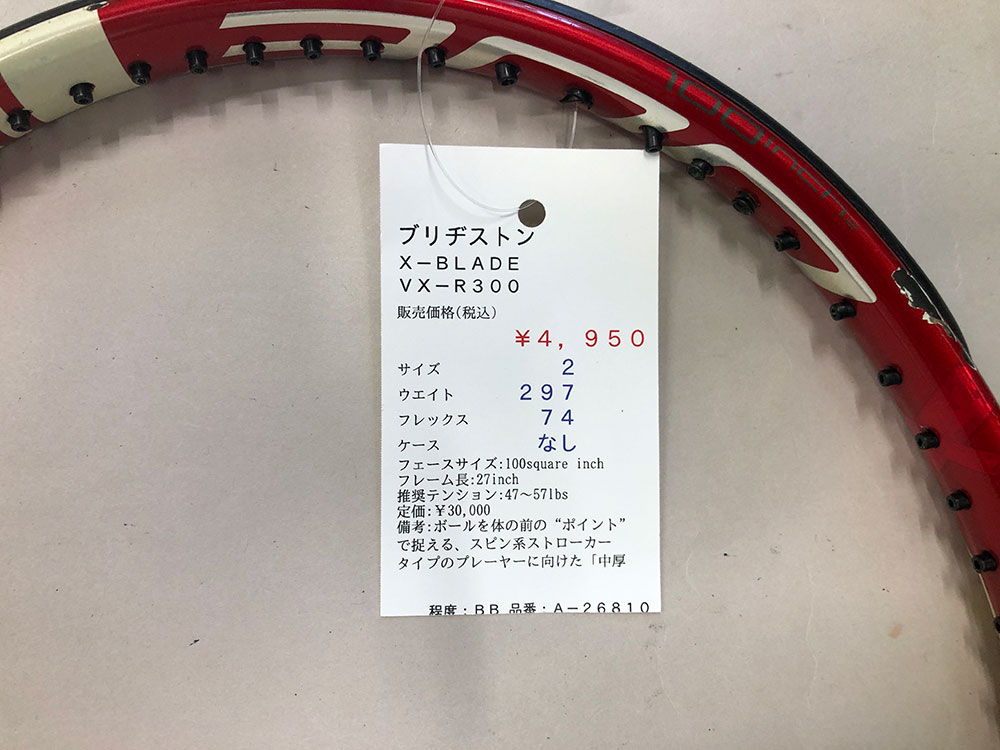 100inch²
ブリヂストン
X－BLADE
VX－R300
販売価格(税込)
￥4，950
サイズ 2
ウエイト 297
フレックス 74
ケース なし
フェースサイズ:100square inch
フレーム長:27inch
推奨テンション:47～57lbs
定価:￥30,000
備考:ボールを体の前の“ポイント”
で捉える、スピン系ストローカー
タイプのプレーヤーに向けた「中厚
程度：BB 品番：A－26810